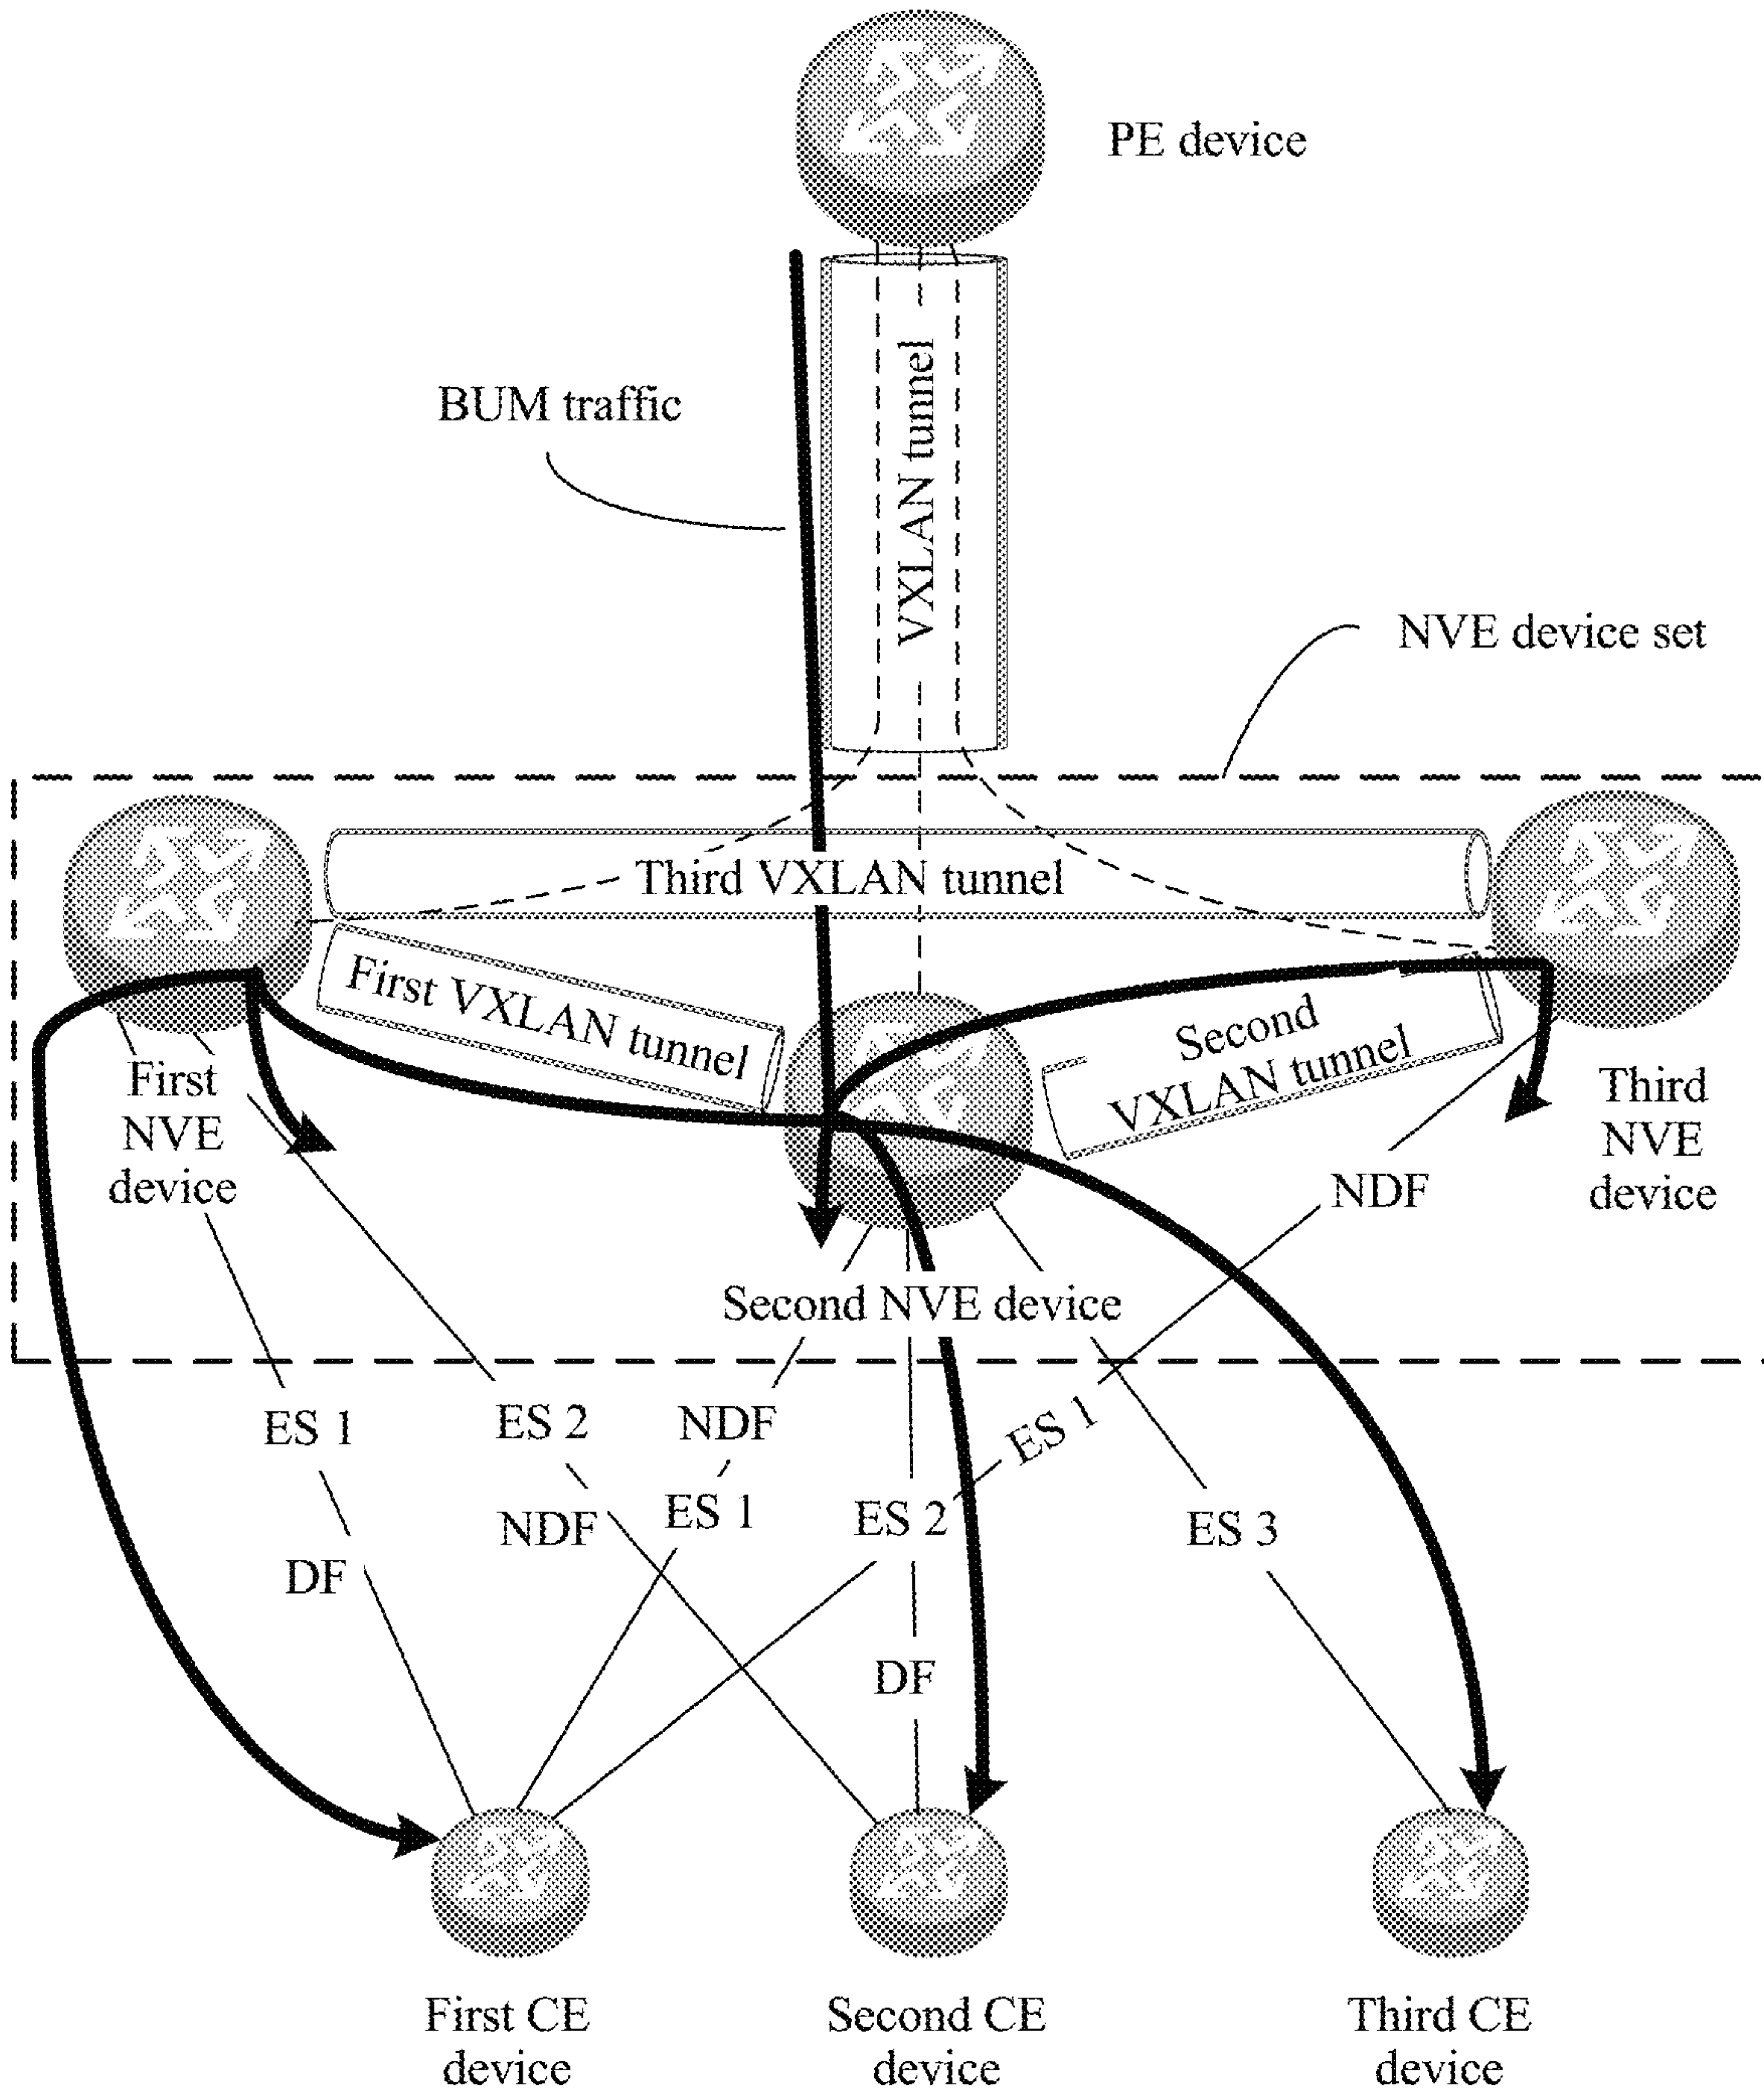 PE device
BUM traffic
VXLAN tunnel
NVE device set
Third VXLAN tunnel
First VXLAN tunnel
Second
VXLAN tunnel
First
NVE
device
Third
NVE
device
NDF
Second NVE device
ES 1
ES 2
NDF
ES 1
NDF
ES 1
ES 2
ES 3
DF
DF
First CE
device
Second CE
device
Third CE
device